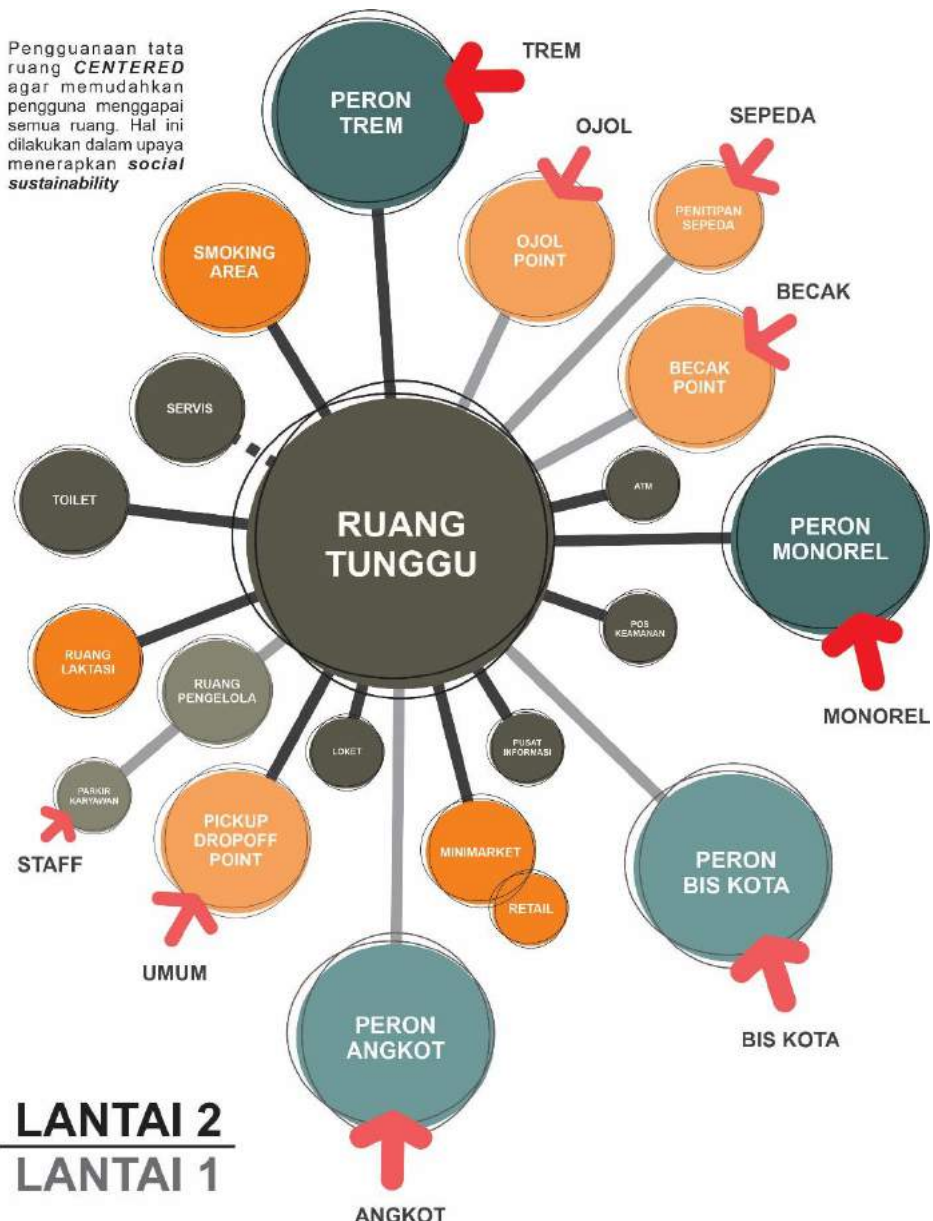 Pengguanaan tata
ruang CENTERED
agar memudahkan
pengguna menggapai
semua ruang. Hal ini
dilakukan dalam upaya
menerapkan social
sustainability
TREM
PERON
TREM
OJOL
SEPEDA
PENITIPAN
SEPEDA
OJOL
POINT
SMOKING
AREA
BECAK
BECAK
POINT
SERVIS
TOILET
ATM
RUANG
TUNGGU
PERON
MONOREL
POS
KEAMANAN
RUANG
LAKTASI
RUANG
PENGELOLA
MONOREL
LOKET
PUSAT
INFORMASI
PARKIR
KARYAWAN
STAFF
PICKUP
DROPOFF
POINT
MINIMARKET
RETAIL
PERON
BIS KOTA
UMUM
BIS KOTA
PERON
ANGKOT
LANTAI 2
LANTAI 1
ANGKOT